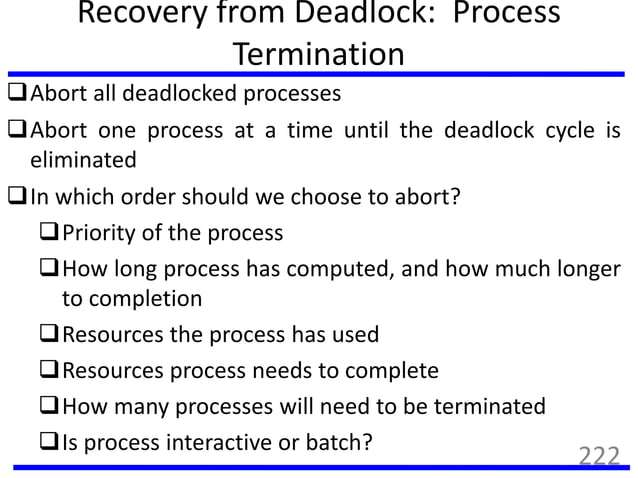 Recovery from Deadlock: Process
Termination
❑Abort all deadlocked processes
❑Abort one process at a time until the deadlock cycle is
eliminated
❑In which order should we choose to abort?
❑Priority of the process
❑How long process has computed, and how much longer
to completion
❑Resources the process has used
❑Resources process needs to complete
❑How many processes will need to be terminated
❑Is process interactive or batch?
222